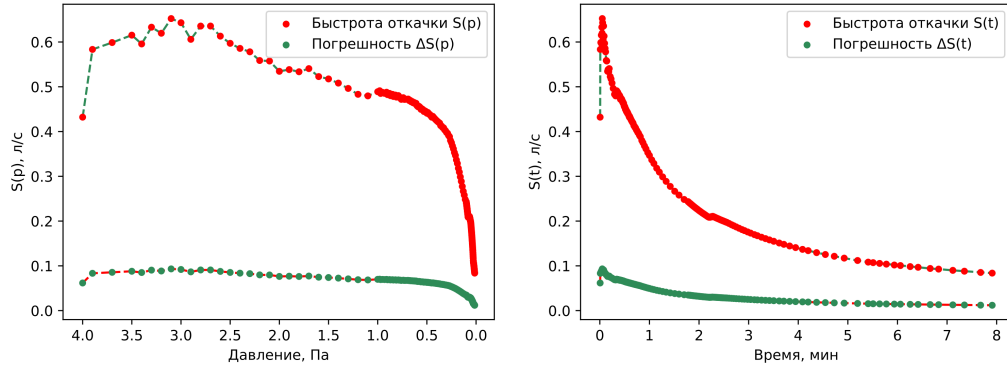 Быстрота откачки S(p)
Погрешность ΔS(p)
S(p), л/с
0.6
0.5
0.4
0.3
0.2
0.1
0.0
4.0 3.5 3.0 2.5 2.0 1.5 1.0 0.5 0.0
Давление, Па
Быстрота откачки S(t)
Погрешность ΔS(t)
S(t), л/с
0.6
0.5
0.4
0.3
0.2
0.1
0.0
0 1 2 3 4 5 6 7 8
Время, мин